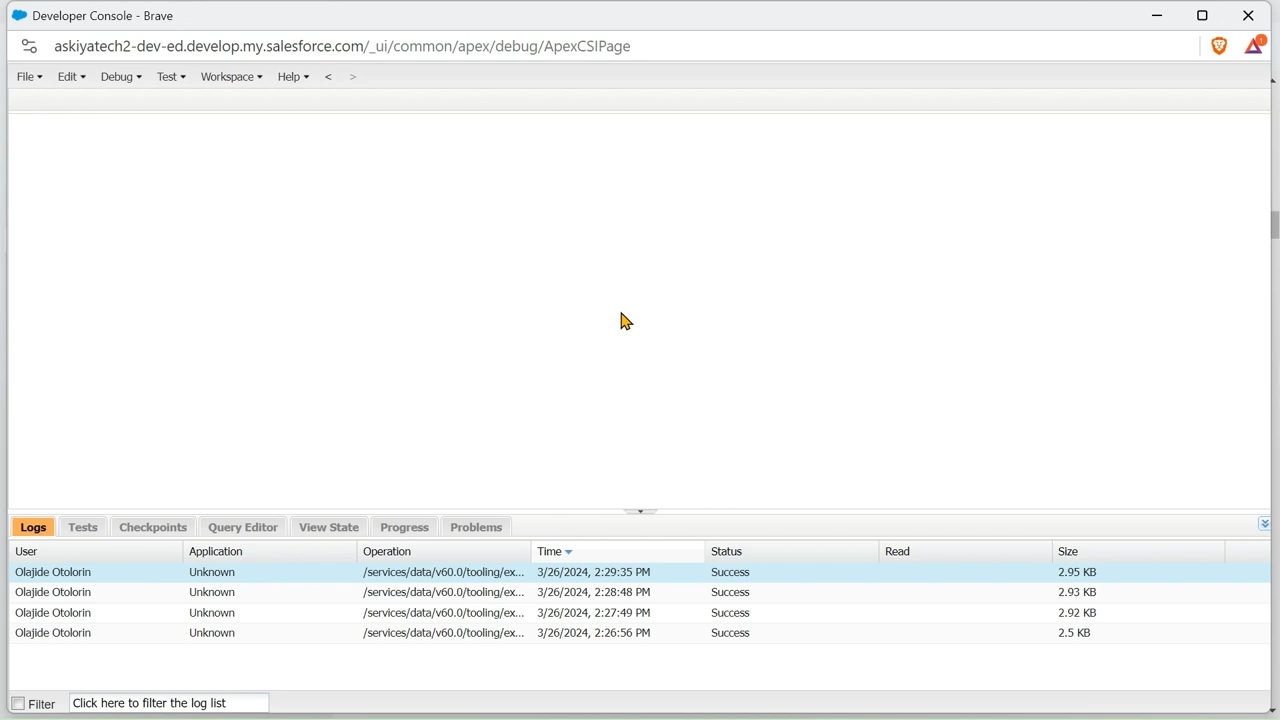 Developer Console - Brave
askiyatech2-dev-ed.develop.my.salesforce.com/_ui/common/apex/debug/ApexCSIPage
1
File Edit Debug Test Workspace Help < >
Logs Tests Checkpoints Query Editor View State Progress Problems
User Application Operation Time Status Read Size
Olajide Otolorin Unknown /services/data/v60.0/tooling/ex... 3/26/2024, 2:29:35 PM Success 2.95 KB
Olajide Otolorin Unknown /services/data/v60.0/tooling/ex... 3/26/2024, 2:28:48 PM Success 2.93 KB
Olajide Otolorin Unknown /services/data/v60.0/tooling/ex... 3/26/2024, 2:27:49 PM Success 2.92 KB
Olajide Otolorin Unknown /services/data/v60.0/tooling/ex... 3/26/2024, 2:26:56 PM Success 2.5 KB
Filter Click here to filter the log list